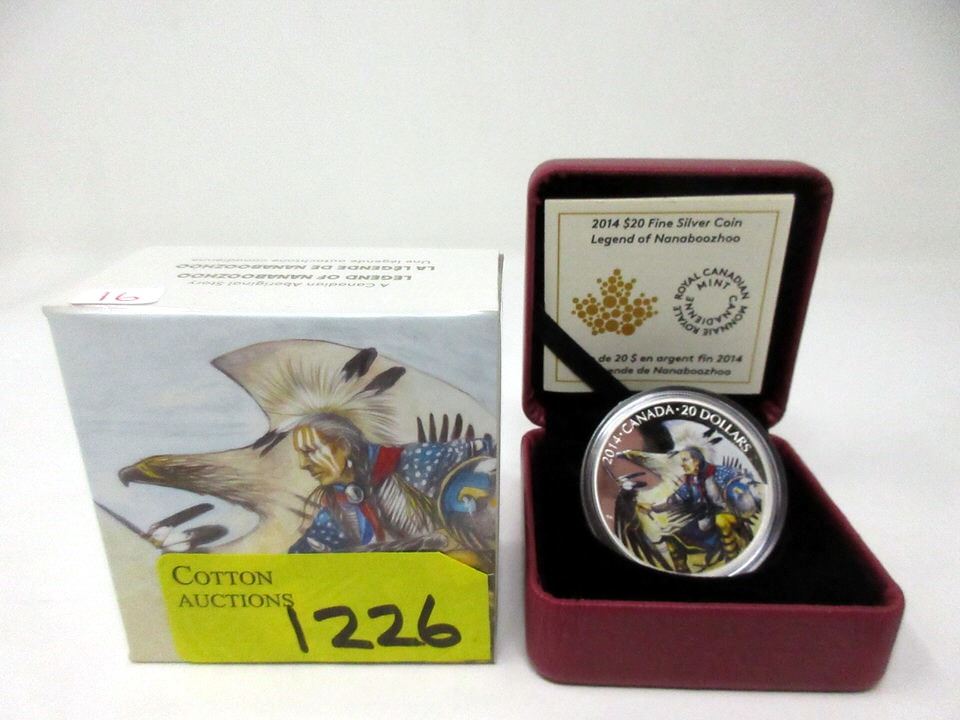 A Canadian Aboriginal Story
LEGEND OF NANABOOZHOO
LA LÉGENDE DE NANABOOZHOO
Une légende autochtone canadienne
16
COTTON
AUCTIONS
1226
2014 $20 Fine Silver Coin
Legend of Nanaboozhoo
ROYAL CANADIAN MINT
MONNAIE ROYALE CANADIENNE
de 20 $ en argent fin 2014
de Nanaboozhoo
2014 · CANADA · 20 DOLLARS